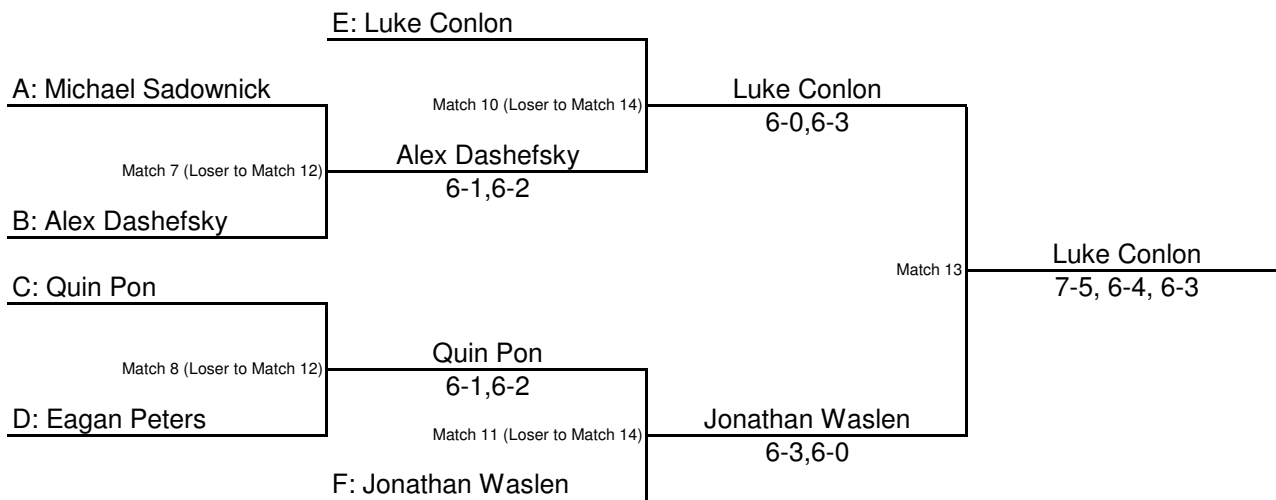 E: Luke Conlon
A: Michael Sadownick
Match 10 (Loser to Match 14)
Luke Conlon
6-0,6-3
Match 7 (Loser to Match 12)
Alex Dashefsky
6-1,6-2
B: Alex Dashefsky
Match 13
Luke Conlon
7-5, 6-4, 6-3
C: Quin Pon
Match 8 (Loser to Match 12)
Quin Pon
6-1,6-2
D: Eagan Peters
Match 11 (Loser to Match 14)
Jonathan Waslen
6-3,6-0
F: Jonathan Waslen